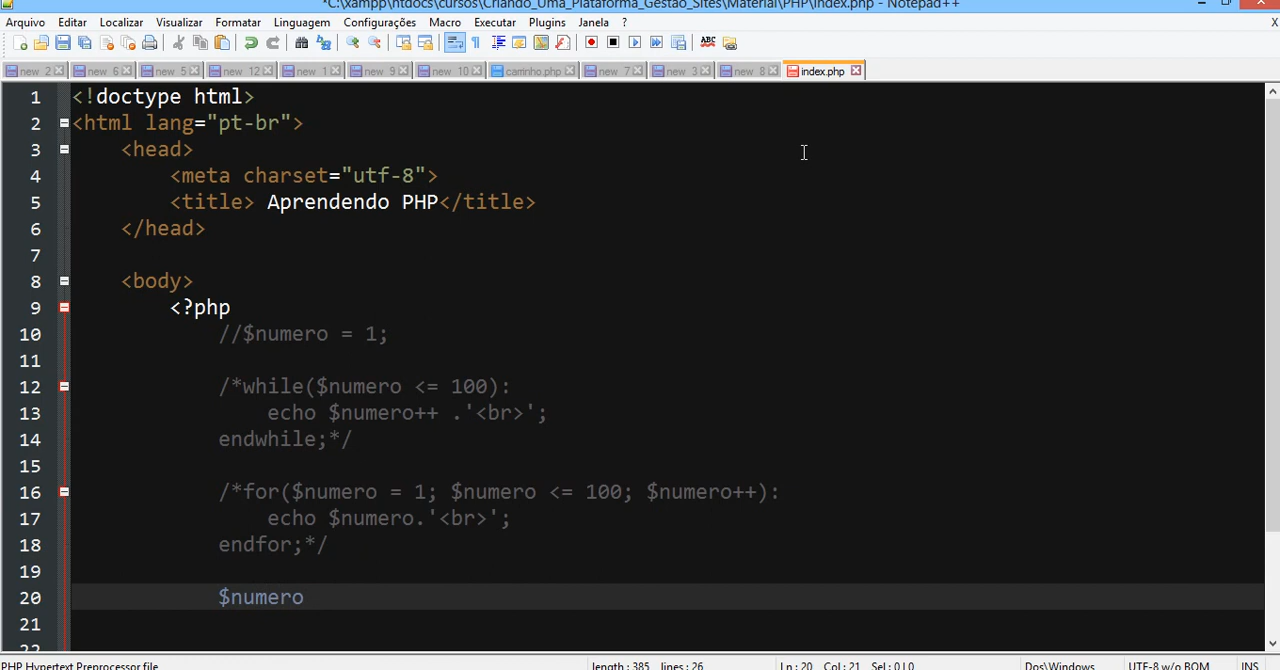 *C:\xampp\htdocs\cursos\Criando_Uma_Plataforma_Gestao_Sites\Material\PHP\index.php - Notepad++
Arquivo Editar Localizar Visualizar Formatar Linguagem Configurações Macro Executar Plugins Janela ? X
new 2 new 6 new 5 new 12 new 1 new 9 new 10 carrinho.php new 7 new 3 new 8 index.php
1 <!doctype html>
2 <html lang="pt-br">
3 <head>
4 <meta charset="utf-8">
5 <title> Aprendendo PHP</title>
6 </head>
7
8 <body>
9 <?php
10 //$numero = 1;
11
12 /*while($numero <= 100):
13 echo $numero++ .'<br>';
14 endwhile;*/
15
16 /*for($numero = 1; $numero <= 100; $numero++):
17 echo $numero.'<br>';
18 endfor;*/
19
20 $numero
21
22
PHP Hypertext Preprocessor file length : 385 lines : 26 Ln : 20 Col : 21 Sel : 0 | 0 Dos\Windows UTF-8 w/o BOM INS